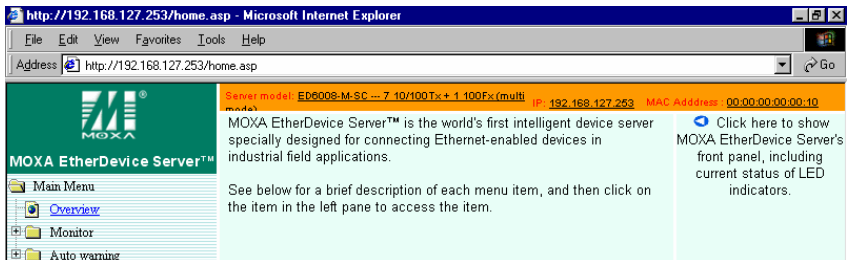 http://192.168.127.253/home.asp - Microsoft Internet Explorer
File Edit View Favorites Tools Help
Address http://192.168.127.253/home.asp Go
Server model: ED6008-M-SC --- 7 10/100Tx+ 1 100Fx(multi mode)
IP: 192.168.127.253 MAC Adddress : 00:00:00:00:00:10
®
MOXA
MOXA EtherDevice Server™
Main Menu
Overview
Monitor
Auto warning
MOXA EtherDevice Server™ is the world's first intelligent device server
specially designed for connecting Ethernet-enabled devices in
industrial field applications.
See below for a brief description of each menu item, and then click on
the item in the left pane to access the item.
Click here to show
MOXA EtherDevice Server's
front panel, including
current status of LED
indicators.